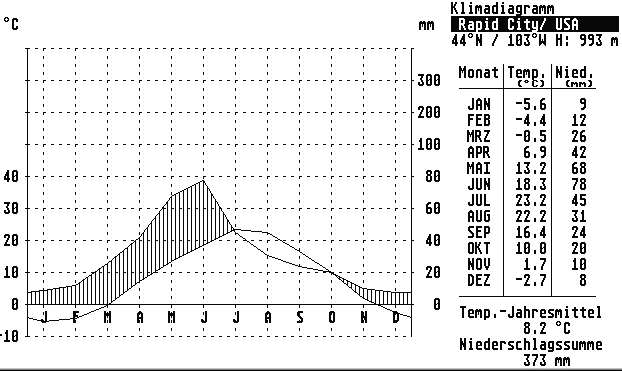 Klimadiagramm
Rapid City/ USA
44°N / 103°W H: 993 m
°C
mm
300
200
100
40 80
30 60
20 40
10 20
0 0
-10
J F M A M J J A S O N D
Monat Temp. Nied.
(°C) (mm)
JAN -5.6 9
FEB -4.4 12
MRZ -0.5 26
APR 6.9 42
MAI 13.2 68
JUN 18.3 78
JUL 23.2 45
AUG 22.2 31
SEP 16.4 24
OKT 10.0 20
NOV 1.7 10
DEZ -2.7 8
Temp.-Jahresmittel
8.2 °C
Niederschlagssumme
373 mm